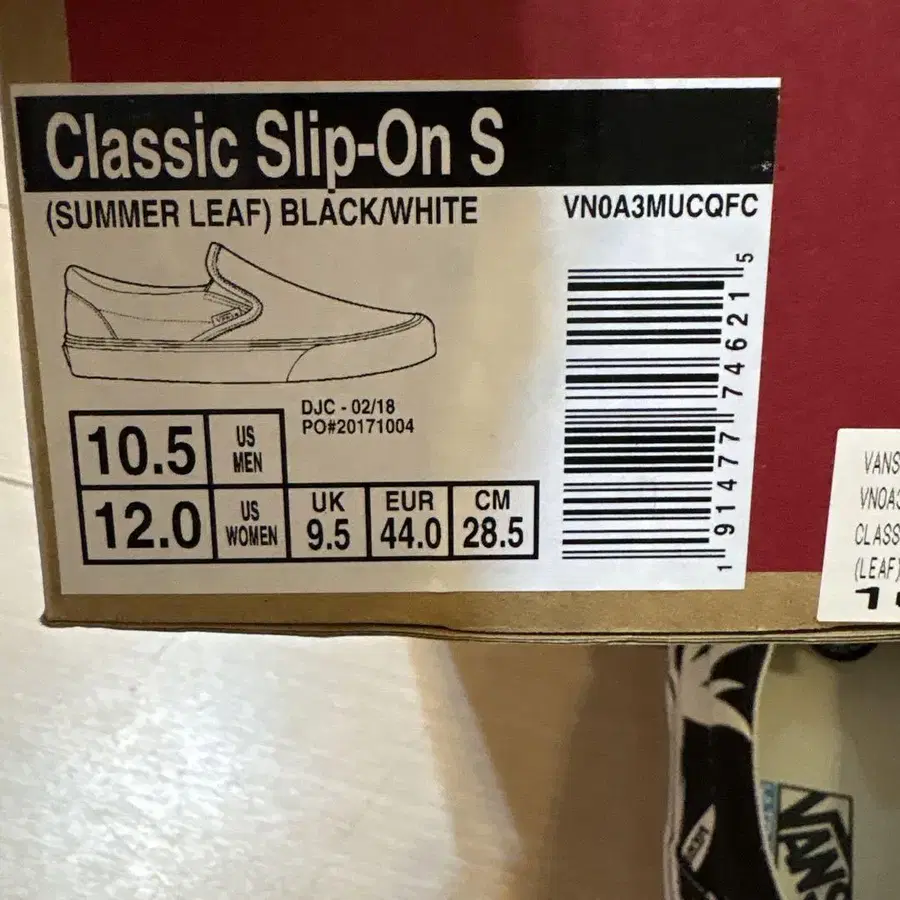 Classic Slip-On S
(SUMMER LEAF) BLACK/WHITE
VN0A3MUCQFC
DJC - 02/18
PO#20171004
10.5 US MEN
12.0 US WOMEN
UK 9.5
EUR 44.0
CM 28.5
1 91477 74621 5
VANS
VN0A3
CLASS
(LEAF)
VANS